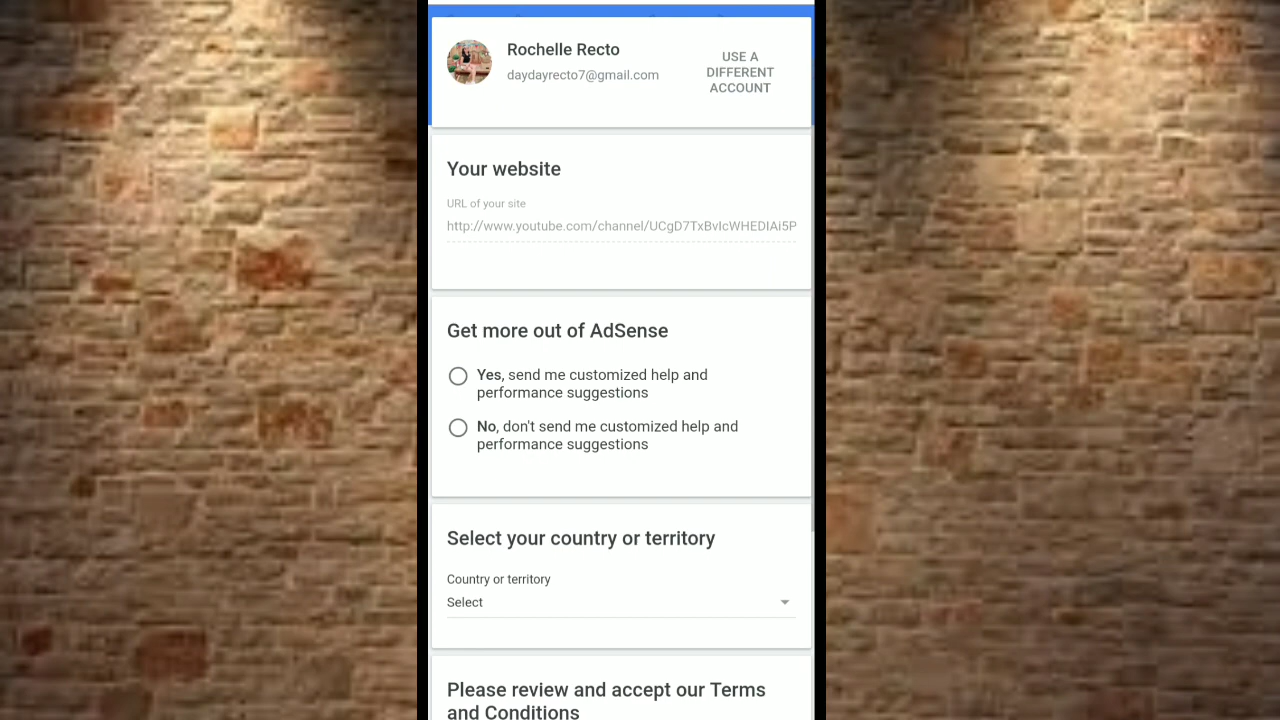 Rochelle Recto
daydayrecto7@gmail.com
USE A
DIFFERENT
ACCOUNT
Your website
URL of your site
http://www.youtube.com/channel/UCgD7TxBvIcWHEDIAi5P
Get more out of AdSense
Yes, send me customized help and
performance suggestions
No, don't send me customized help and
performance suggestions
Select your country or territory
Country or territory
Select
Please review and accept our Terms
and Conditions